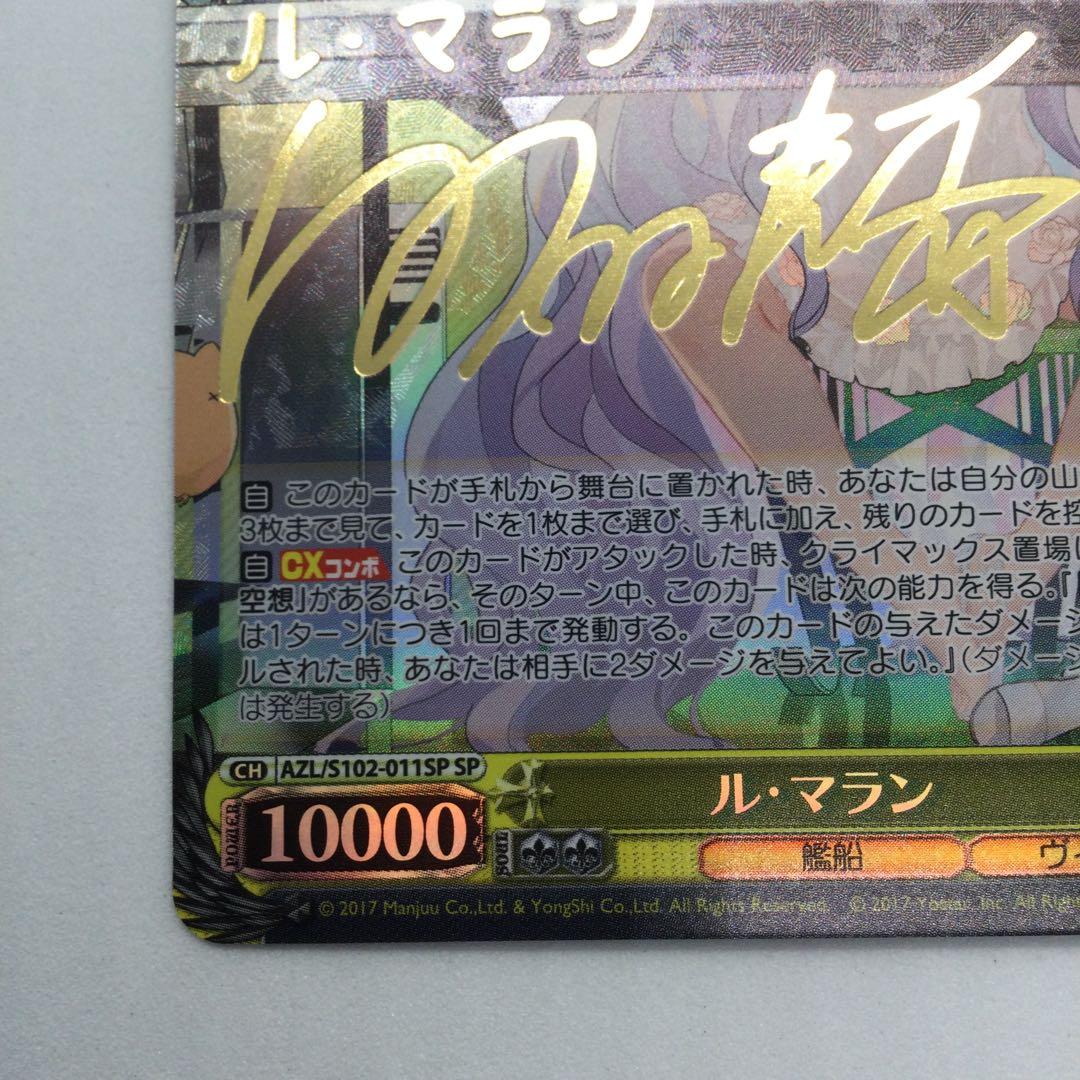 ル・マラン
自 このカードが手札から舞台に置かれた時、あなたは自分の山
3枚まで見て、カードを1枚まで選び、手札に加え、残りのカードを控
自 CXコンボ このカードがアタックした時、クライマックス置場に
空想」があるなら、そのターン中、このカードは次の能力を得る。『
は1ターンにつき1回まで発動する。このカードの与えたダメージ
ルされた時、あなたは相手に2ダメージを与えてよい。』（ダメージ
は発生する）
CH AZL/S102-011SP SP
POWER 10000 SOUL ル・マラン
艦船 ヴィ
© 2017 Manjuu Co.,Ltd. & YongShi Co.,Ltd. All Rights Reserved. © 2017 Yostar, Inc. All Rights